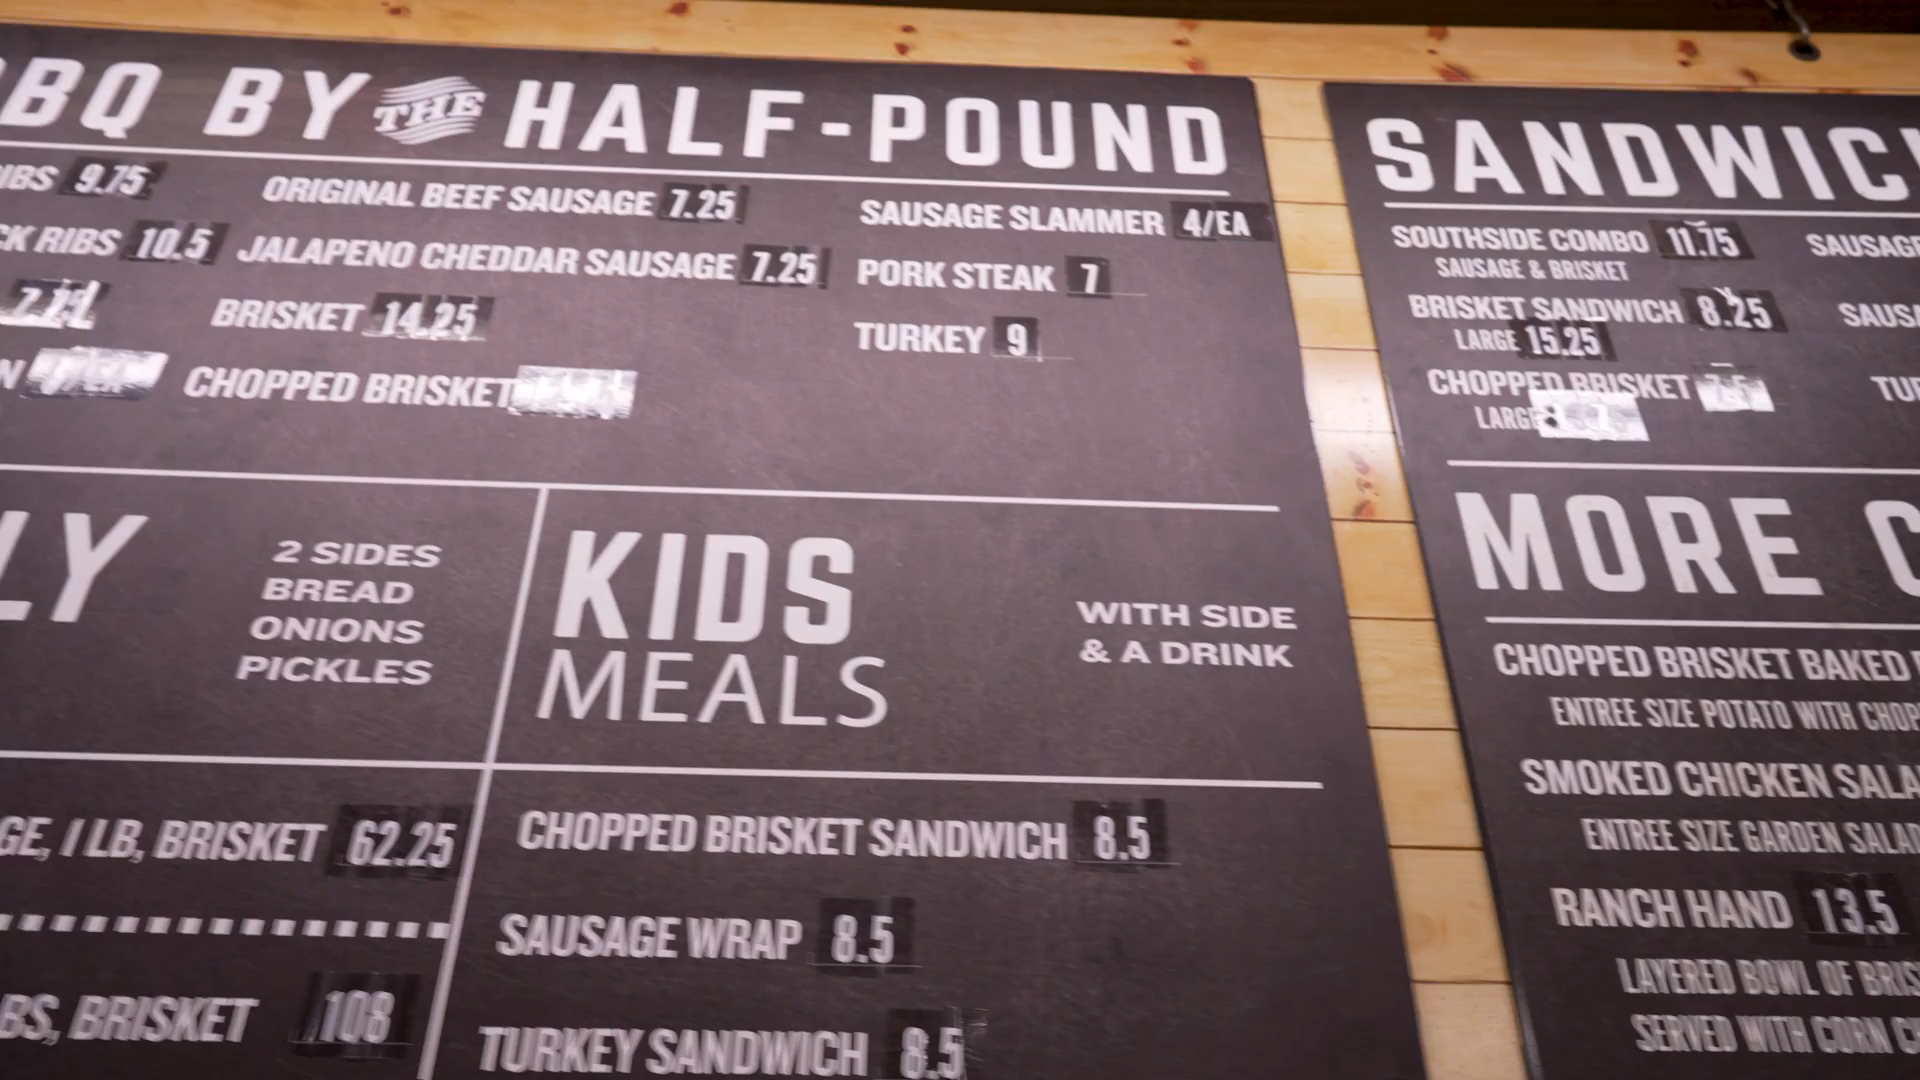 BBQ BY THE HALF-POUND
RIBS 9.75
RIBS 10.5
ORIGINAL BEEF SAUSAGE 7.25
JALAPENO CHEDDAR SAUSAGE 7.25
BRISKET 14.25
CHOPPED BRISKET
SAUSAGE SLAMMER 4/EA
PORK STEAK 7
TURKEY 9
LY
2 SIDES
BREAD
ONIONS
PICKLES
GE, 1 LB, BRISKET 62.25
BS, BRISKET 108
KIDS
MEALS
WITH SIDE
& A DRINK
CHOPPED BRISKET SANDWICH 8.5
SAUSAGE WRAP 8.5
TURKEY SANDWICH 8.5
SANDWIC
SOUTHSIDE COMBO 11.75
SAUSAGE & BRISKET
BRISKET SANDWICH 8.25
LARGE 15.25
CHOPPED BRISKET 7.5
LARGE
SAUSAGE
SAUSA
TU
MORE
CHOPPED BRISKET BAKED
ENTREE SIZE POTATO WITH CHOP
SMOKED CHICKEN SALA
ENTREE SIZE GARDEN SALAD
RANCH HAND 13.5
LAYERED BOWL OF BRIS
SERVED WITH CORN C